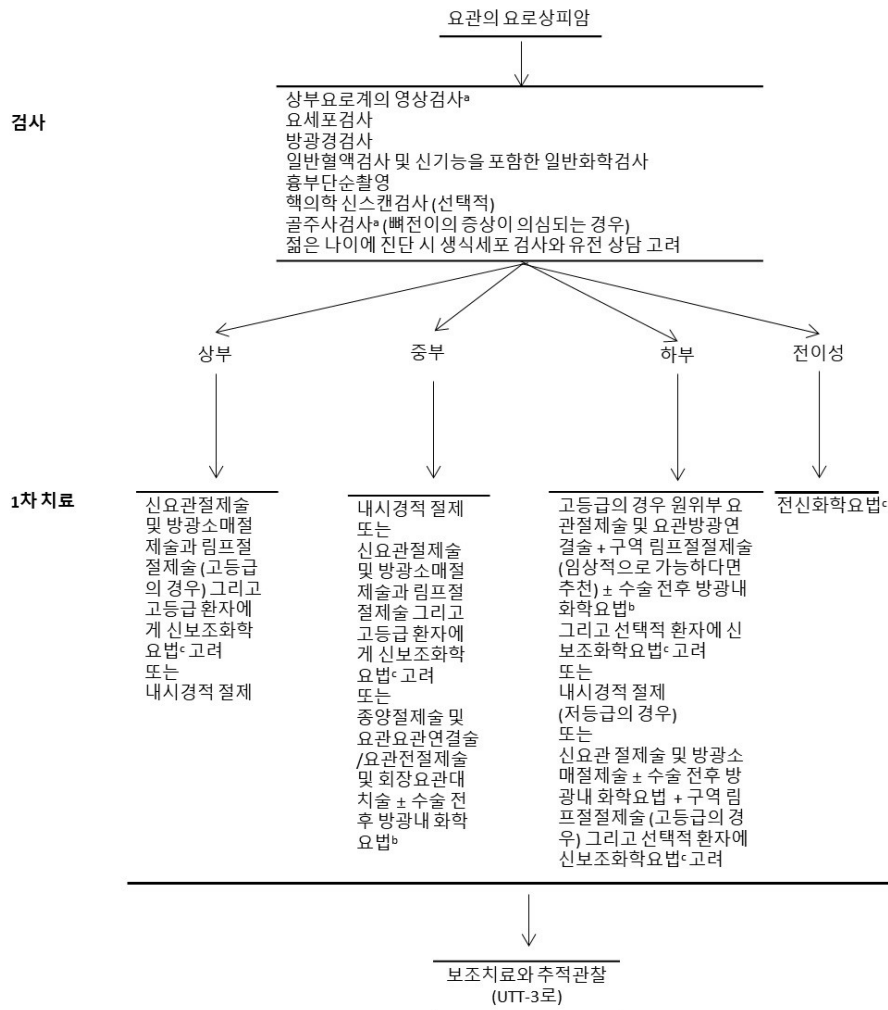 요관의 요로상피암
검사
상부요로계의 영상검사ᵃ
요세포검사
방광경검사
일반혈액검사 및 신기능을 포함한 일반화학검사
흉부단순촬영
핵의학 신스캔검사 (선택적)
골주사검사ᵃ (뼈전이의 증상이 의심되는 경우)
젊은 나이에 진단 시 생식세포 검사와 유전 상담 고려
상부
중부
하부
전이성
1차 치료
신요관절제술
및 방광소매절
제술과 림프절
절제술 (고등급
의 경우) 그리고
고등급 환자에
게 신보조화학
요법ᶜ 고려
또는
내시경적 절제
내시경적 절제
또는
신요관절제술
및 방광소매절
제술과 림프절
절제술 그리고
고등급 환자에
게 신보조화학
요법ᶜ 고려
또는
종양절제술 및
요관요관연결술
/요관전절제술
및 회장요관대
치술 ± 수술 전
후 방광내 화학
요법ᵇ
고등급의 경우 원위부 요
관절제술 및 요관방광연
결술 + 구역 림프절절제술
(임상적으로 가능하다면
추천) ± 수술 전후 방광내
화학요법ᵇ
그리고 선택적 환자에 신
보조화학요법ᶜ 고려
또는
내시경적 절제
(저등급의 경우)
또는
신요관 절제술 및 방광소
매절제술 ± 수술 전후 방
광내 화학요법 + 구역 림
프절절제술 (고등급의 경
우) 그리고 선택적 환자에
신보조화학요법ᶜ 고려
전신화학요법ᶜ
보조치료와 추적관찰
(UTT-3로)